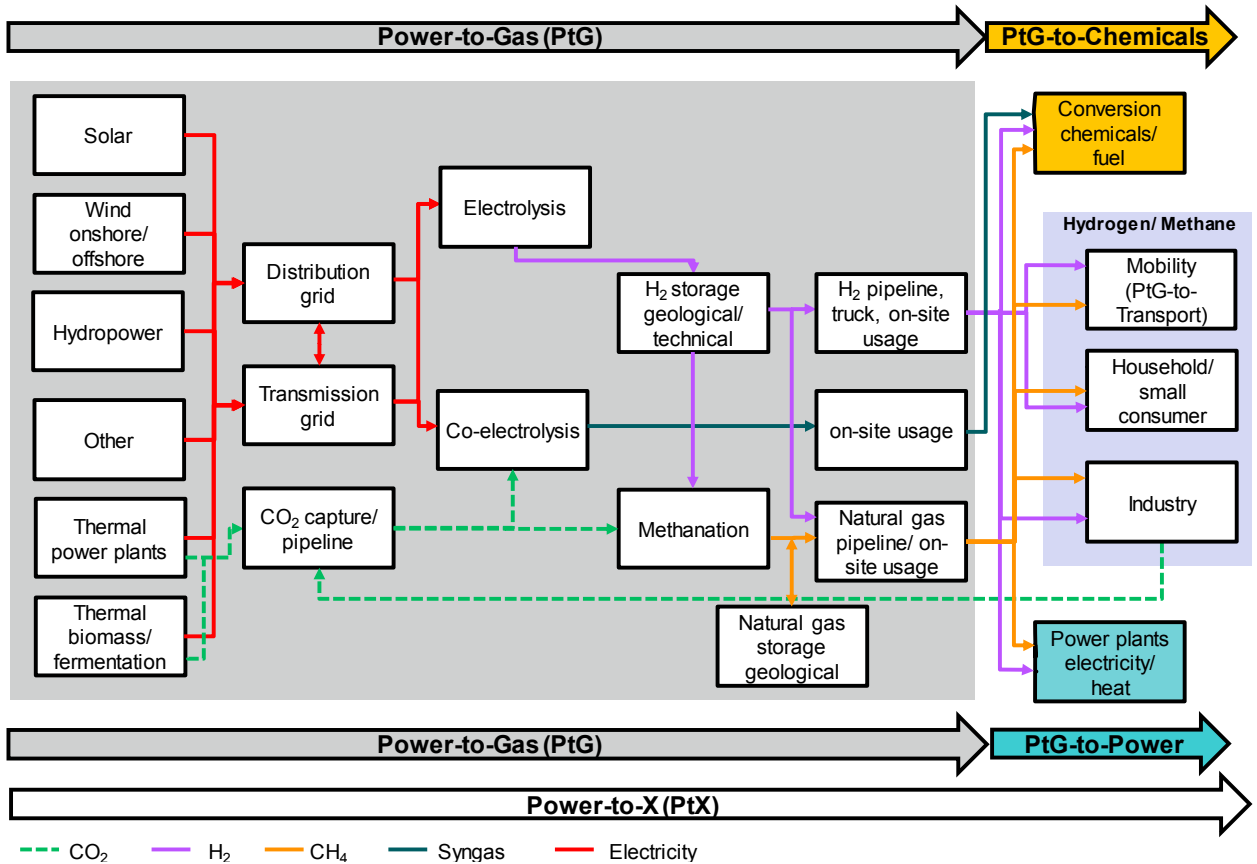 Power-to-Gas (PtG)
PtG-to-Chemicals
Solar
Wind
onshore/
offshore
Hydropower
Other
Thermal
power plants
Thermal
biomass/
fermentation
Distribution
grid
Transmission
grid
CO₂ capture/
pipeline
Electrolysis
Co-electrolysis
H₂ storage
geological/
technical
Methanation
Natural gas
storage
geological
H₂ pipeline,
truck, on-site
usage
on-site usage
Natural gas
pipeline/ on-
site usage
Conversion
chemicals/
fuel
Hydrogen/ Methane
Mobility
(PtG-to-
Transport)
Household/
small
consumer
Industry
Power plants
electricity/
heat
Power-to-Gas (PtG)
PtG-to-Power
Power-to-X (PtX)
CO₂
H₂
CH₄
Syngas
Electricity